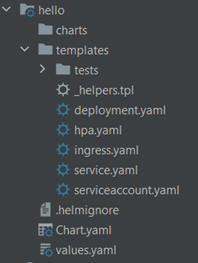 hello
charts
templates
tests
_helpers.tpl
deployment.yaml
hpa.yaml
ingress.yaml
service.yaml
serviceaccount.yaml
.helmignore
Chart.yaml
values.yaml